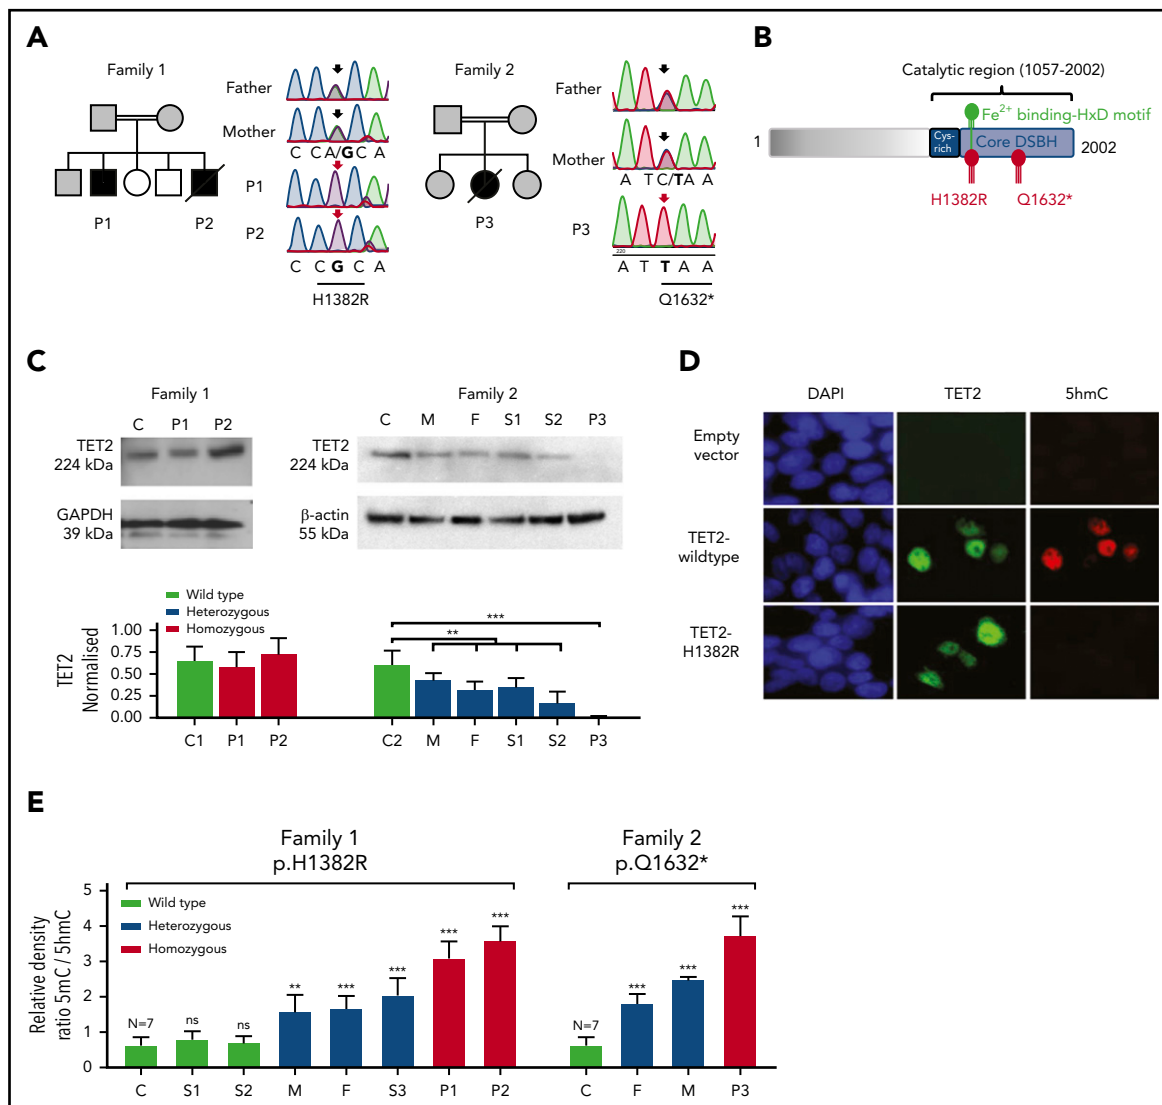 A
Family 1
Father
Mother
C CA/G C A
P1
P2
C C G C A
H1382R
P1 P2
Family 2
Father
Mother
A T C/T A A
P3
220
A T T A A
Q1632*
P3
B
Catalytic region (1057-2002)
Fe2+ binding-HxD motif
1
Cys-
rich
Core DSBH
2002
H1382R Q1632*
C
Family 1
C P1 P2
TET2
224 kDa
GAPDH
39 kDa
Family 2
C M F S1 S2 P3
TET2
224 kDa
β-actin
55 kDa
Wild type
Heterozygous
Homozygous
TET2
Normalised
1.00
0.75
0.50
0.25
0.00
C1 P1 P2
***
**
C2 M F S1 S2 P3
D
DAPI TET2 5hmC
Empty
vector
TET2-
wildtype
TET2-
H1382R
E
Family 1
p.H1382R
Family 2
p.Q1632*
Relative density
ratio 5mC / 5hmC
5
4
3
2
1
0
Wild type
Heterozygous
Homozygous
N=7 ns ns ** *** *** *** ***
C S1 S2 M F S3 P1 P2
N=7 *** *** ***
C F M P3